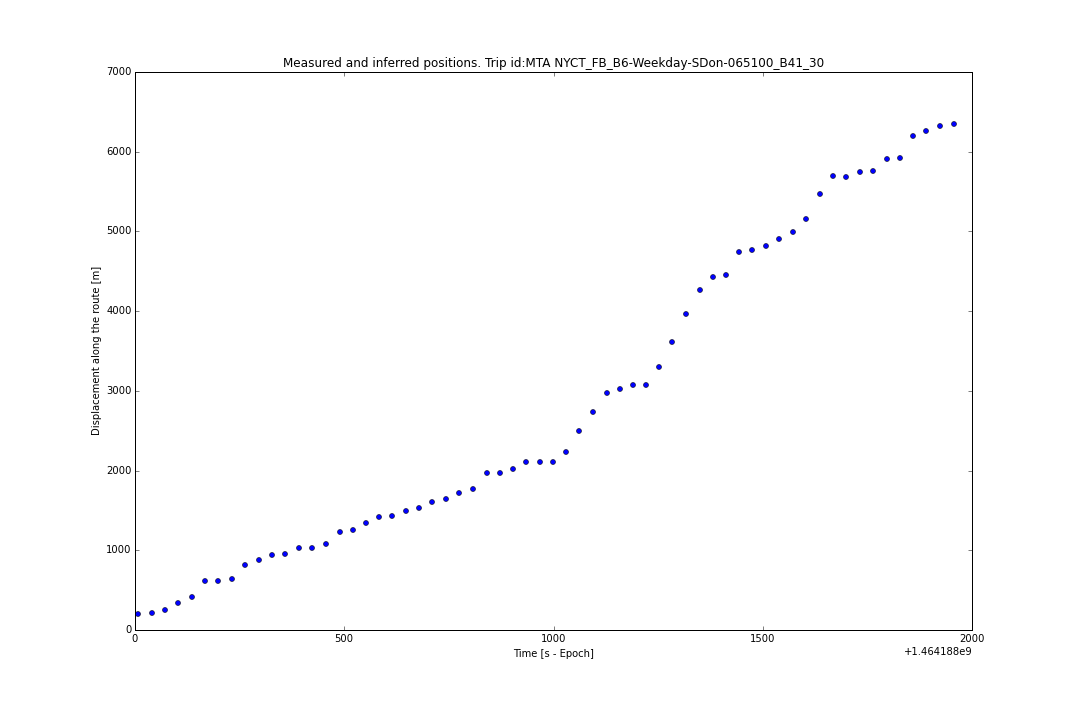 Measured and inferred positions. Trip id:MTA NYCT_FB_B6-Weekday-SDon-065100_B41_30
7000
6000
5000
4000
3000
2000
1000
0
Displacement along the route [m]
0 500 1000 1500 2000
Time [s - Epoch]
+1.464188e9